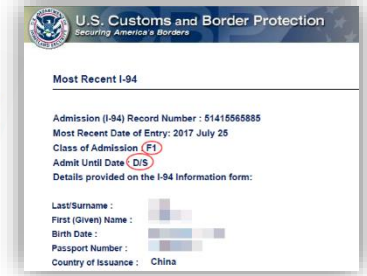 U.S. Customs and Border Protection
Securing America's Borders
Most Recent I-94
Admission (I-94) Record Number : 51415565885
Most Recent Date of Entry: 2017 July 25
Class of Admission : F1
Admit Until Date : D/S
Details provided on the I-94 Information form:
Last/Surname :
First (Given) Name :
Birth Date :
Passport Number :
Country of Issuance : China